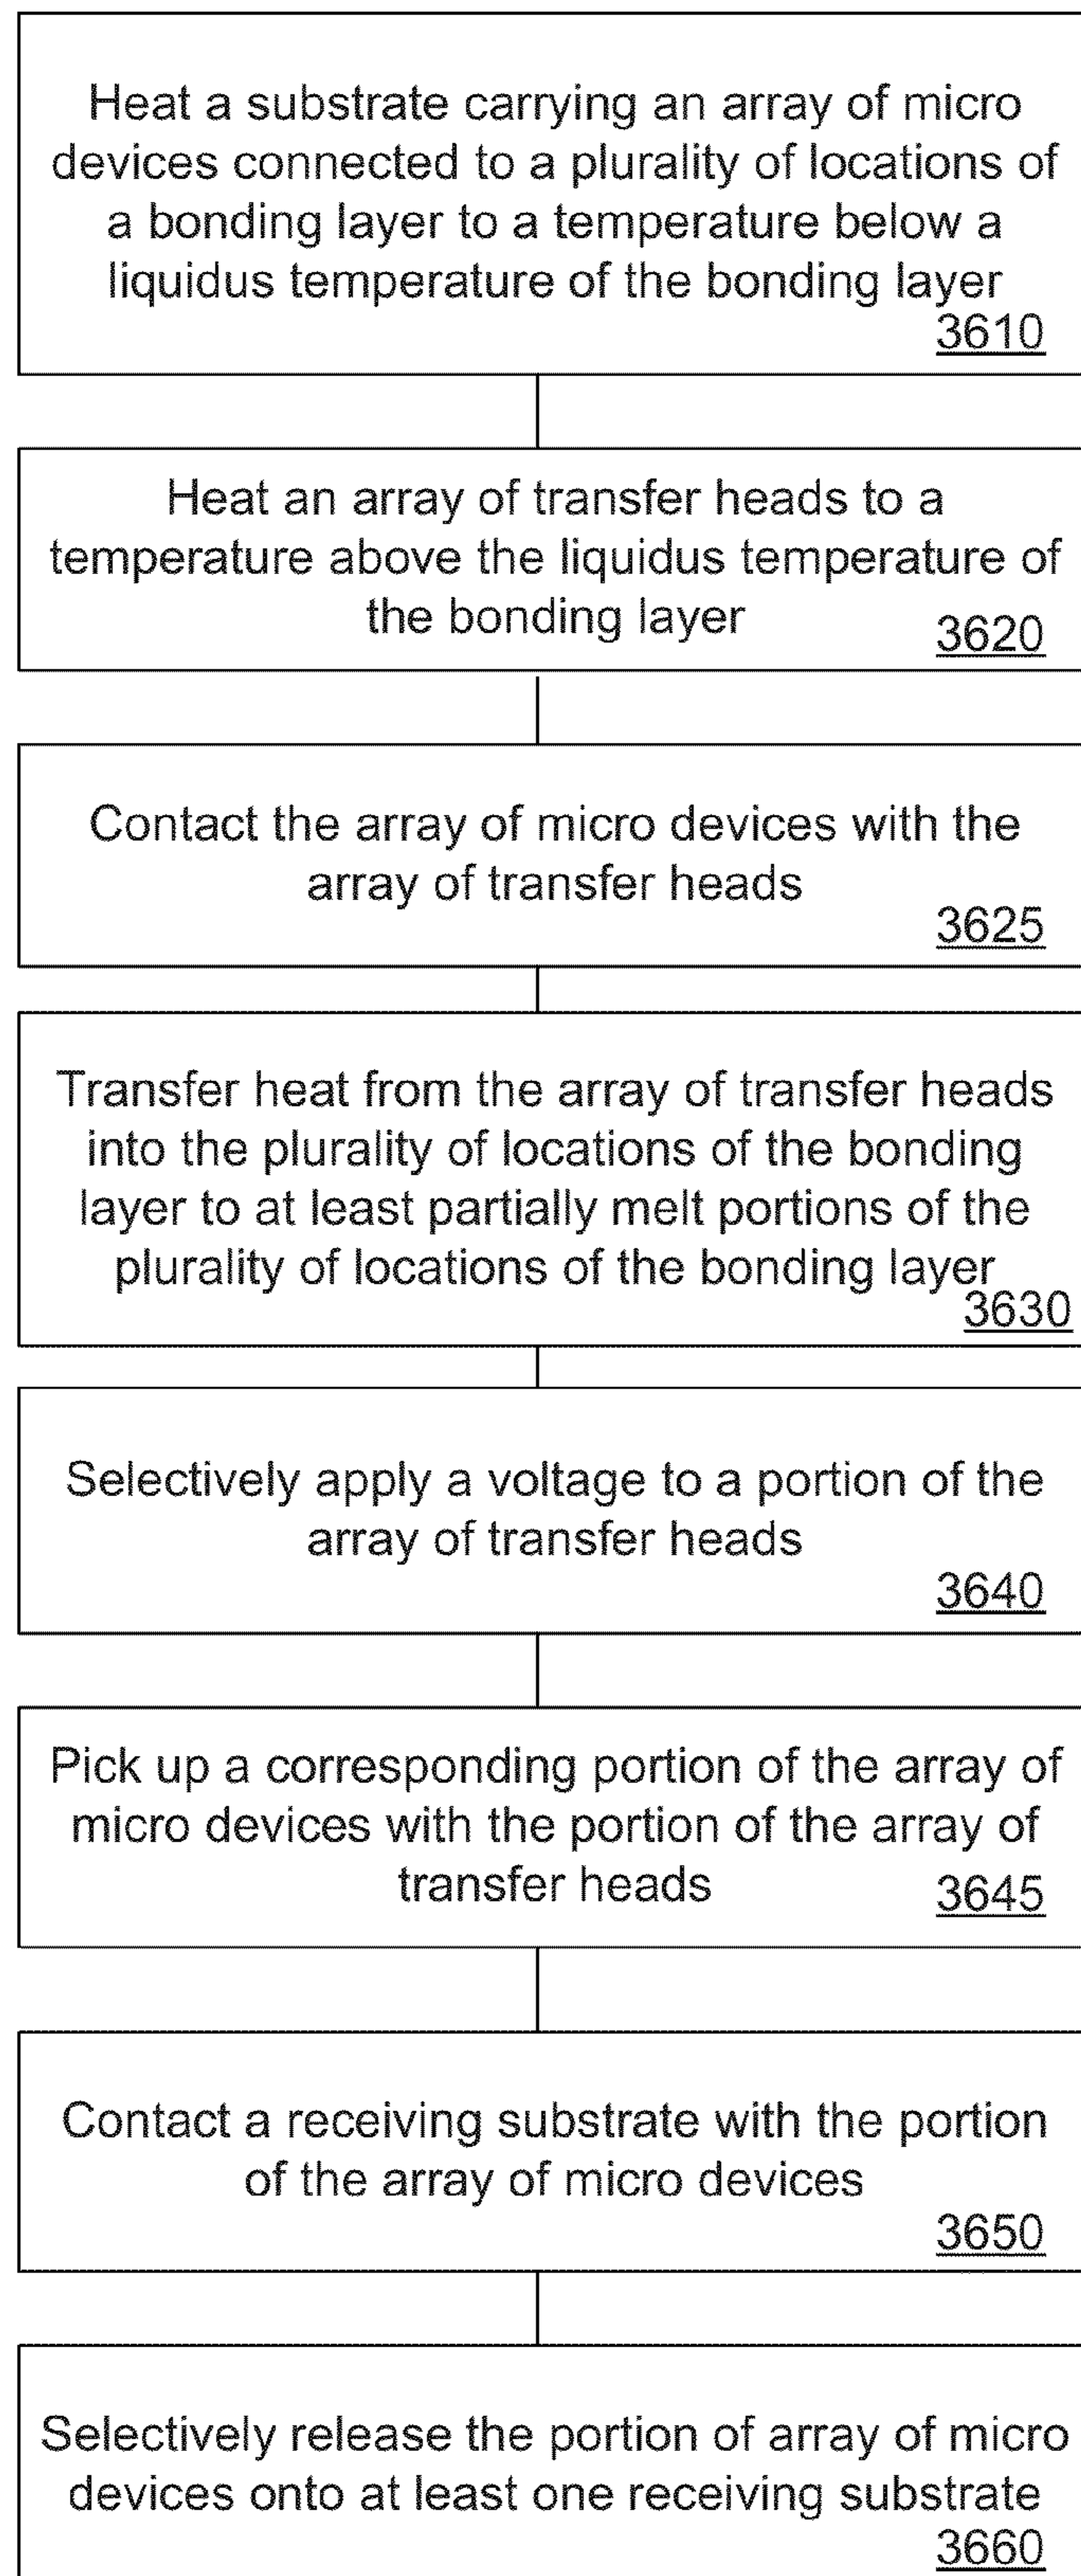 Heat a substrate carrying an array of micro
devices connected to a plurality of locations of
a bonding layer to a temperature below a
liquidus temperature of the bonding layer
3610
Heat an array of transfer heads to a
temperature above the liquidus temperature of
the bonding layer
3620
Contact the array of micro devices with the
array of transfer heads
3625
Transfer heat from the array of transfer heads
into the plurality of locations of the bonding
layer to at least partially melt portions of the
plurality of locations of the bonding layer
3630
Selectively apply a voltage to a portion of the
array of transfer heads
3640
Pick up a corresponding portion of the array of
micro devices with the portion of the array of
transfer heads
3645
Contact a receiving substrate with the portion
of the array of micro devices
3650
Selectively release the portion of array of micro
devices onto at least one receiving substrate
3660